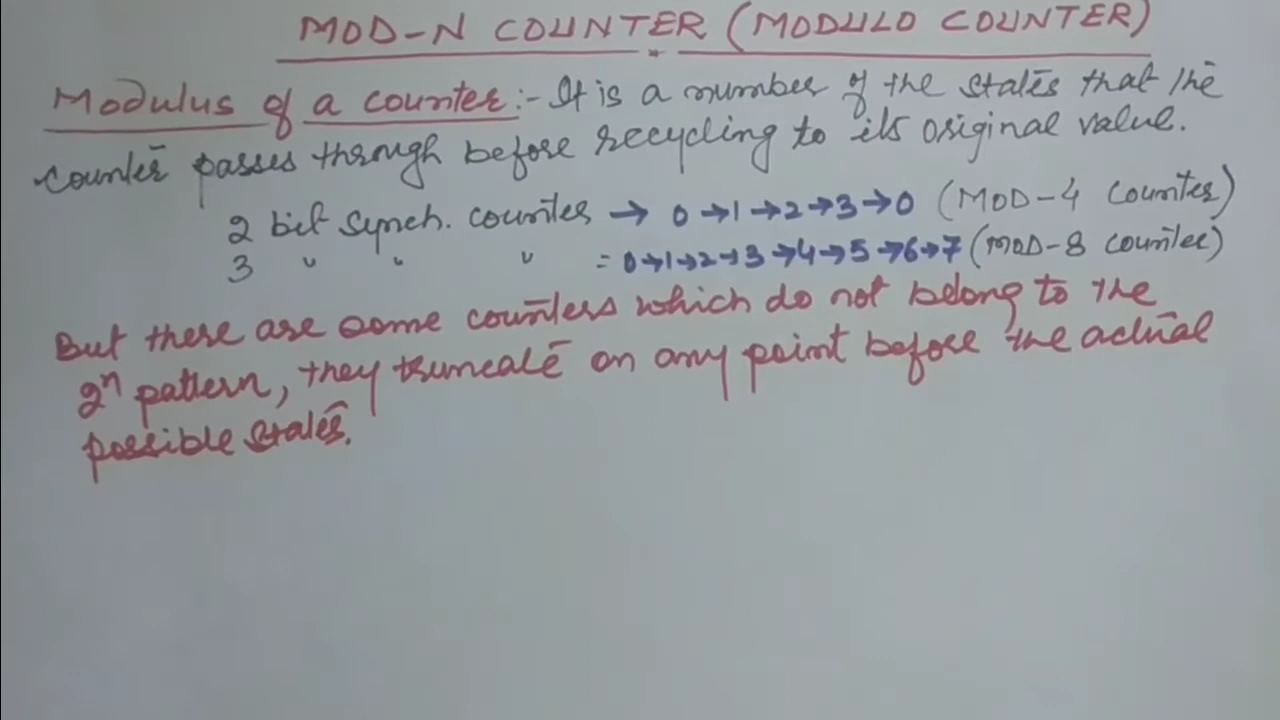 MOD-N COUNTER (MODULO COUNTER)
Modulus of a counter :- It is a number of the states that the
counter passes through before recycling to its original value.
2 bit synch. counter → 0→1→2→3→0 (MOD-4 counter)
3 " " " = 0→1→2→3→4→5→6→7 (MOD-8 counter)
But there are some counters which do not belong to the
2ⁿ pattern, they truncate on any point before the actual
possible states.